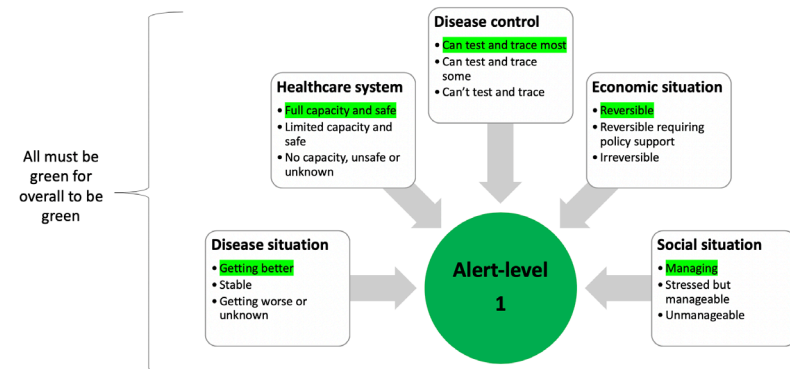 Disease control
• Can test and trace most
• Can test and trace
some
• Can't test and trace
Healthcare system
• Full capacity and safe
• Limited capacity and
safe
• No capacity, unsafe or
unknown
Economic situation
• Reversible
• Reversible requiring
policy support
• Irreversible
All must be
green for
overall to be
green
Disease situation
• Getting better
• Stable
• Getting worse or
unknown
Alert-level
1
Social situation
• Managing
• Stressed but
manageable
• Unmanageable